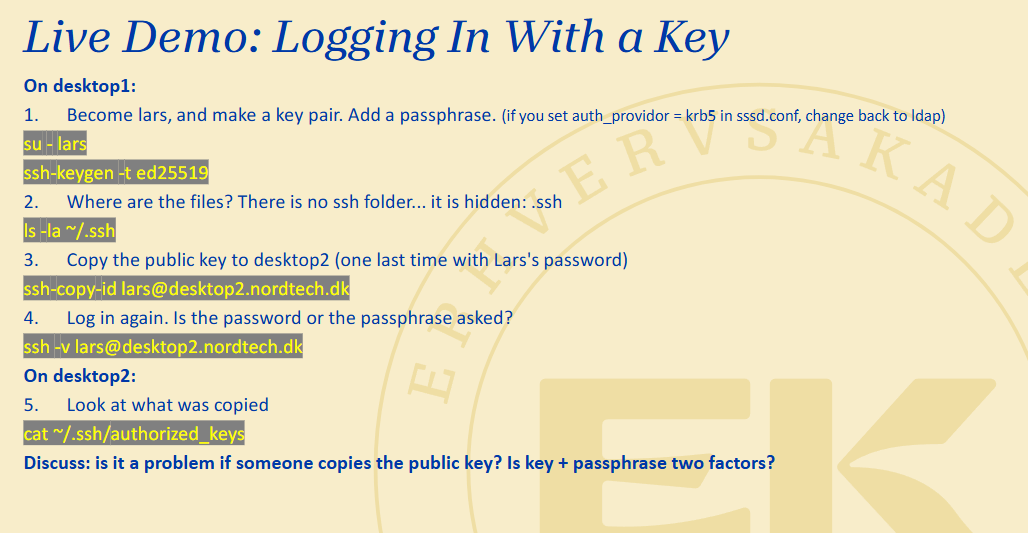 Live Demo: Logging In With a Key
On desktop1:
1. Become lars, and make a key pair. Add a passphrase. (if you set auth_providor = krb5 in sssd.conf, change back to ldap)
su - lars
ssh-keygen -t ed25519
2. Where are the files? There is no ssh folder... it is hidden: .ssh
ls -la ~/.ssh
3. Copy the public key to desktop2 (one last time with Lars's password)
ssh-copy-id lars@desktop2.nordtech.dk
4. Log in again. Is the password or the passphrase asked?
ssh -v lars@desktop2.nordtech.dk
On desktop2:
5. Look at what was copied
cat ~/.ssh/authorized_keys
Discuss: is it a problem if someone copies the public key? Is key + passphrase two factors?
EK